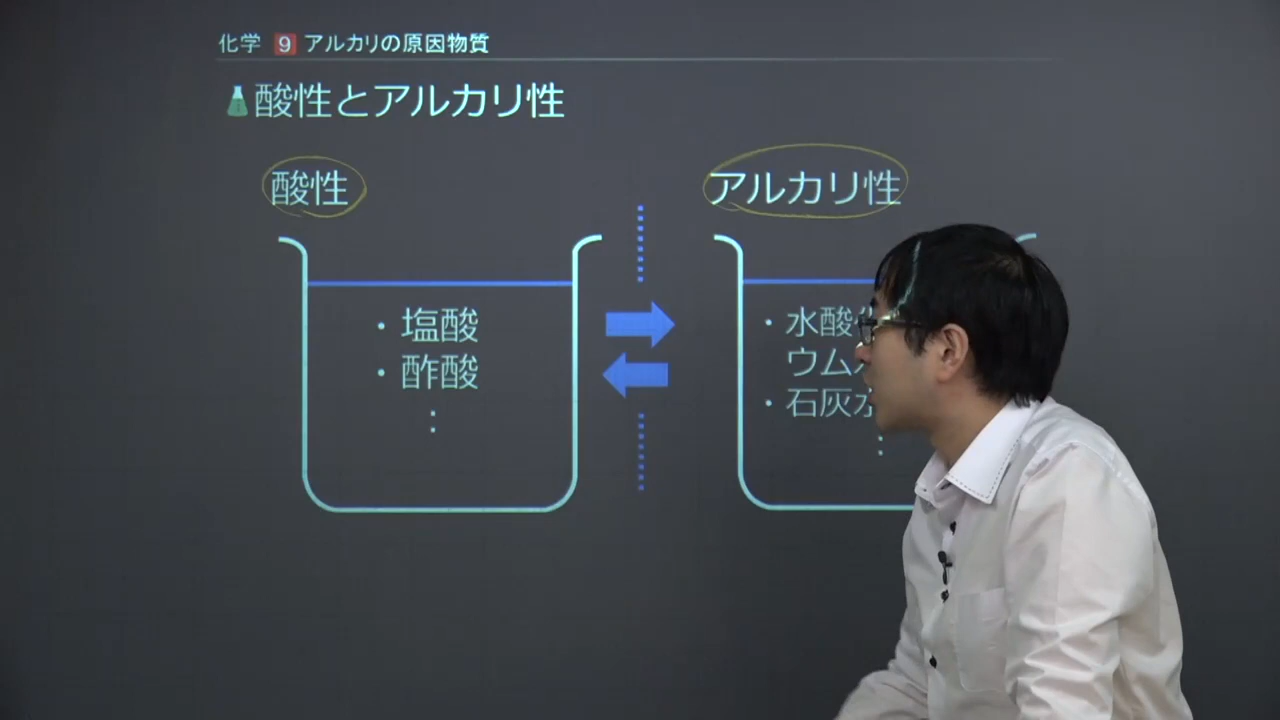 化学 9 アルカリの原因物質
酸性とアルカリ性
酸性
アルカリ性
・塩酸
・酢酸
・水酸
ウム
・石灰